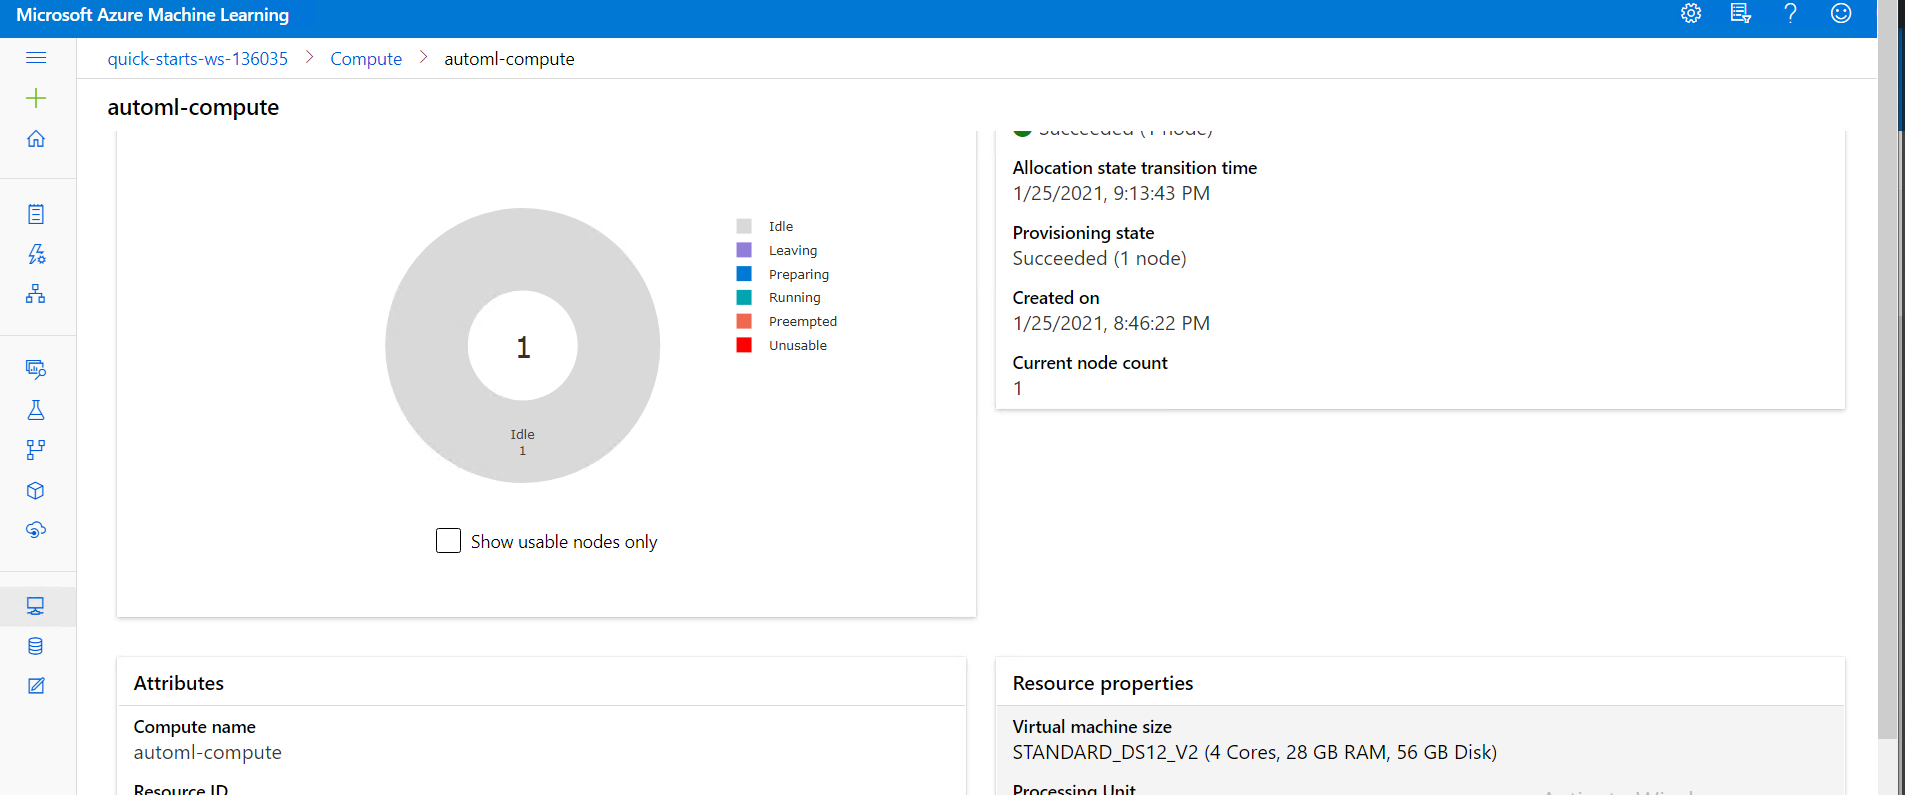 Microsoft Azure Machine Learning
quick-starts-ws-136035 > Compute > automl-compute
automl-compute
Idle
Leaving
Preparing
Running
Preempted
Unusable
1
Idle
1
Show usable nodes only
Succeeded (1 node)
Allocation state transition time
1/25/2021, 9:13:43 PM
Provisioning state
Succeeded (1 node)
Created on
1/25/2021, 8:46:22 PM
Current node count
1
Attributes
Compute name
automl-compute
Resource ID
Resource properties
Virtual machine size
STANDARD_DS12_V2 (4 Cores, 28 GB RAM, 56 GB Disk)
Processing Unit